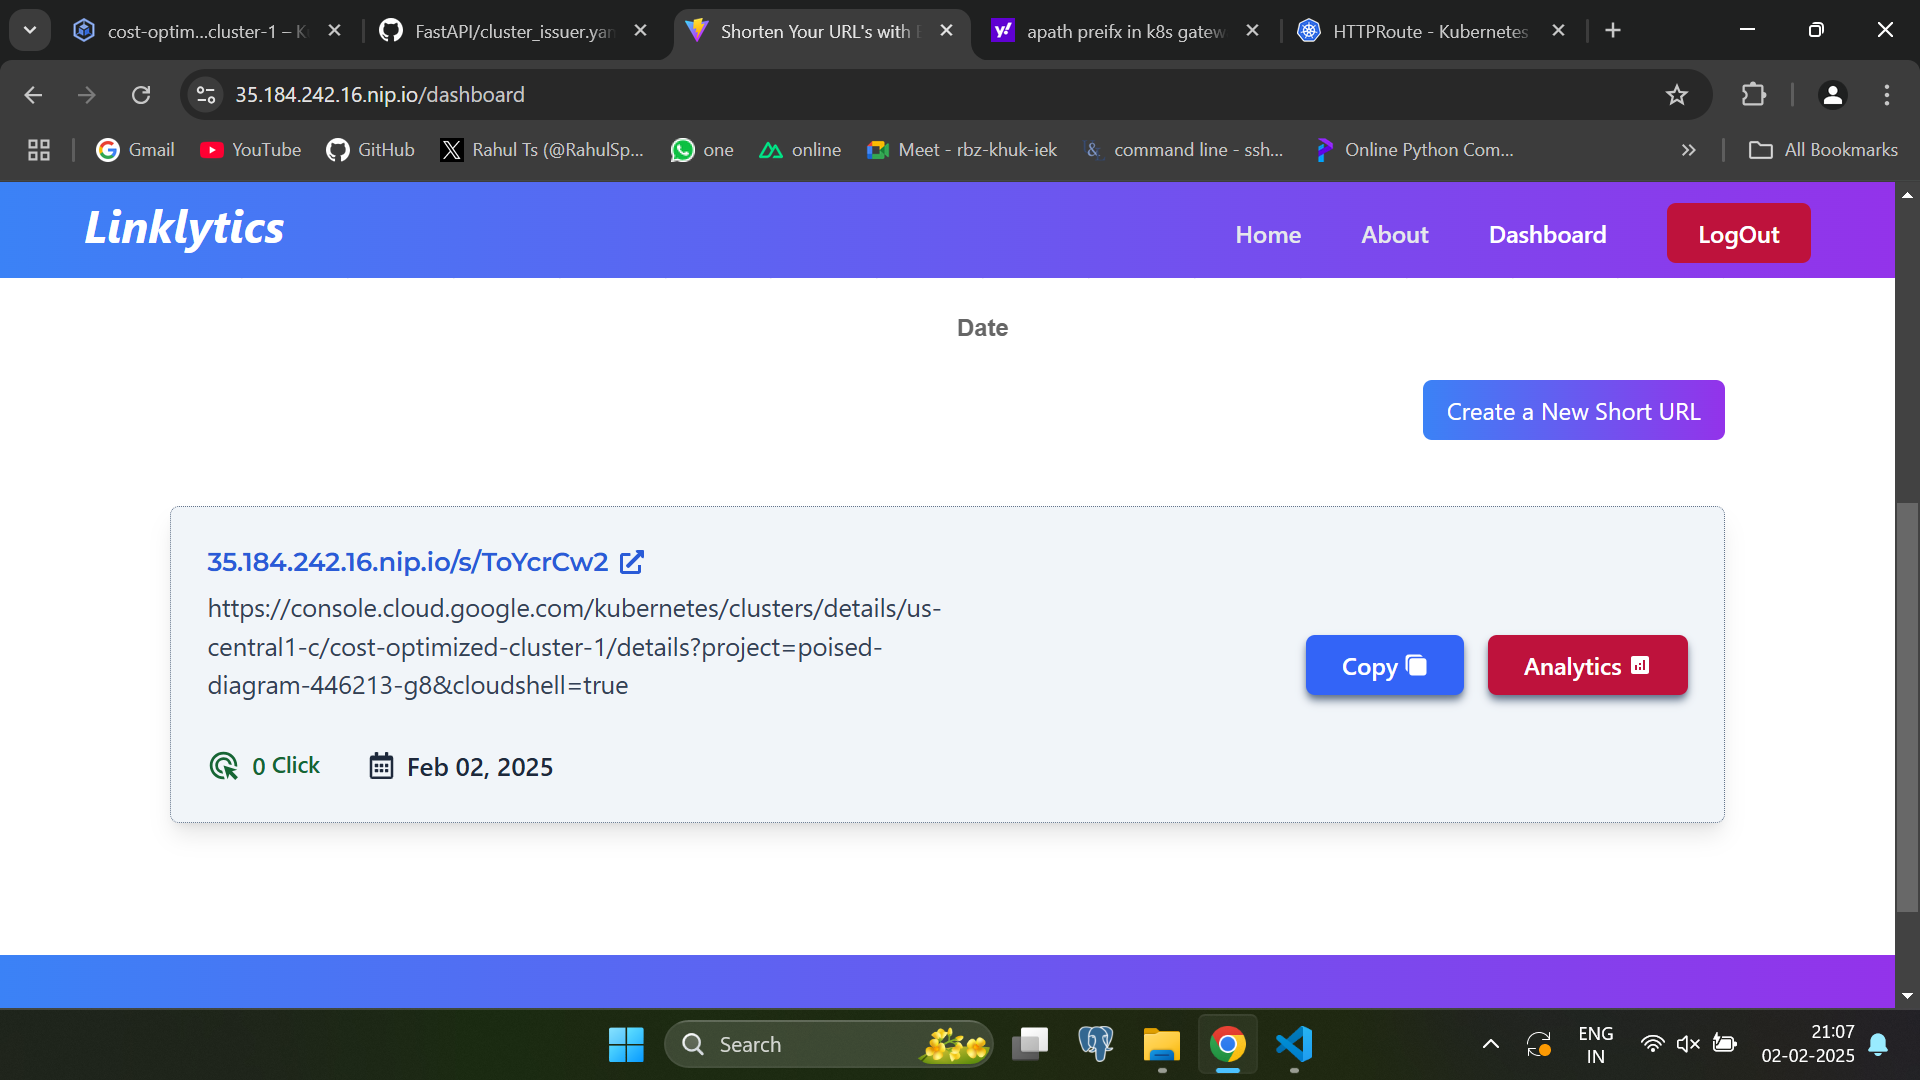 cost-optim...cluster-1 – K
FastAPI/cluster_issuer.yan
Shorten Your URL's with
apath preifx in k8s gatew
HTTPRoute - Kubernetes
35.184.242.16.nip.io/dashboard
Gmail
YouTube
GitHub
Rahul Ts (@RahulSp...
one
online
Meet - rbz-khuk-iek
command line - ssh...
Online Python Com...
All Bookmarks
Linklytics
Home
About
Dashboard
LogOut
Date
Create a New Short URL
35.184.242.16.nip.io/s/ToYcrCw2
https://console.cloud.google.com/kubernetes/clusters/details/us-
central1-c/cost-optimized-cluster-1/details?project=poised-
diagram-446213-g8&cloudshell=true
Copy
Analytics
0 Click
Feb 02, 2025
Search
ENG
IN
21:07
02-02-2025